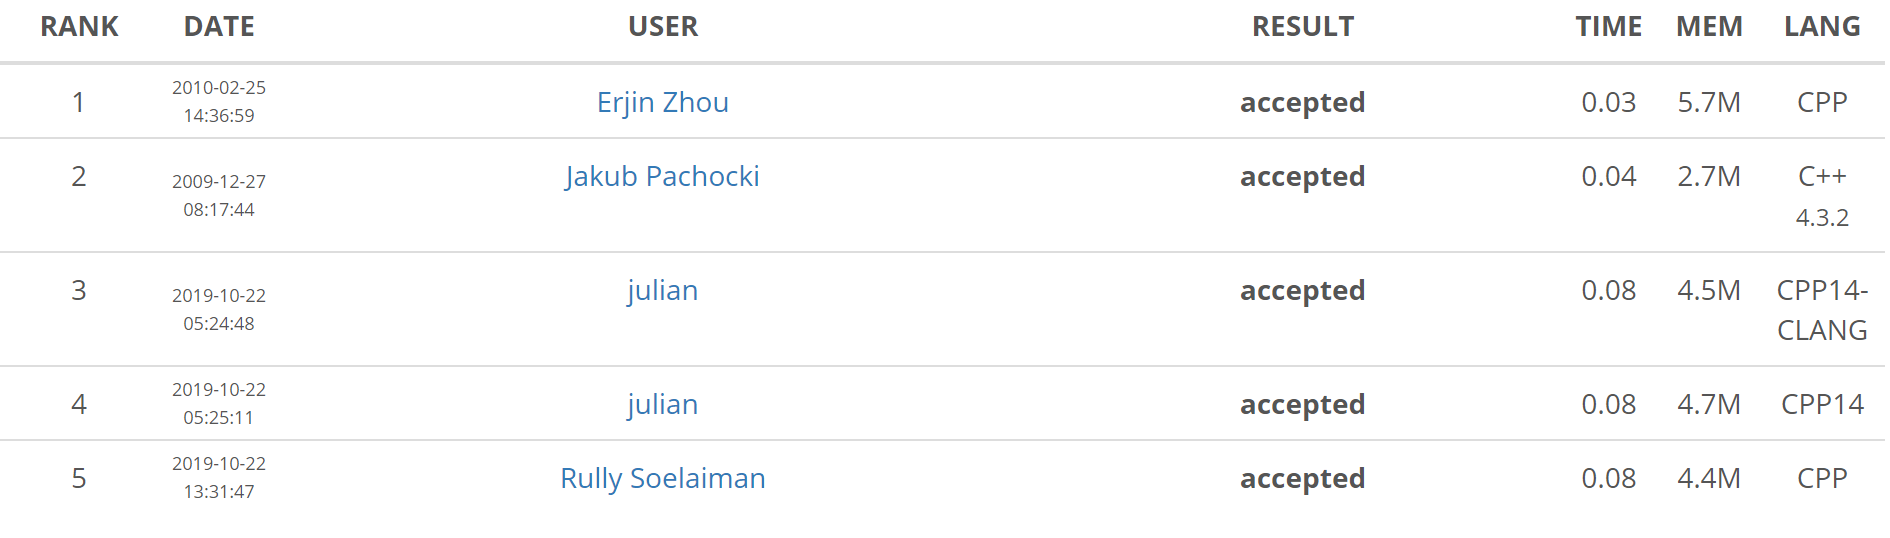 RANK DATE USER RESULT TIME MEM LANG
1 2010-02-25 14:36:59 Erjin Zhou accepted 0.03 5.7M CPP
2 2009-12-27 08:17:44 Jakub Pachocki accepted 0.04 2.7M C++ 4.3.2
3 2019-10-22 05:24:48 julian accepted 0.08 4.5M CPP14-CLANG
4 2019-10-22 05:25:11 julian accepted 0.08 4.7M CPP14
5 2019-10-22 13:31:47 Rully Soelaiman accepted 0.08 4.4M CPP